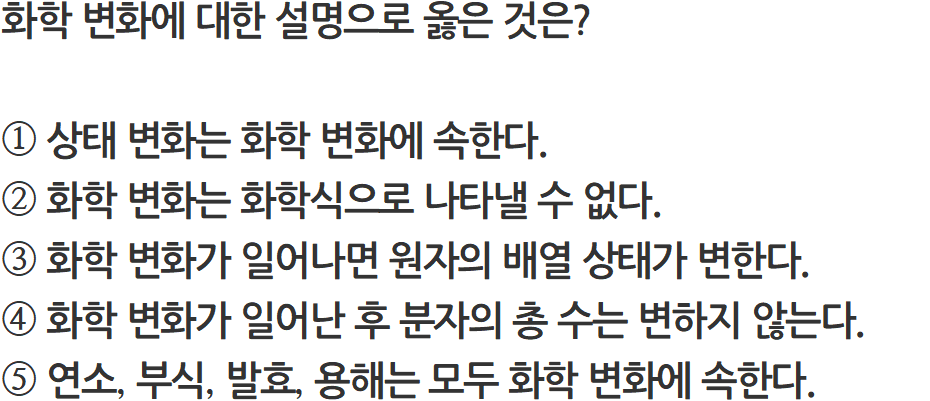 화학 변화에 대한 설명으로 옳은 것은?
① 상태 변화는 화학 변화에 속한다.
② 화학 변화는 화학식으로 나타낼 수 없다.
③ 화학 변화가 일어나면 원자의 배열 상태가 변한다.
④ 화학 변화가 일어난 후 분자의 총 수는 변하지 않는다.
⑤ 연소, 부식, 발효, 용해는 모두 화학 변화에 속한다.